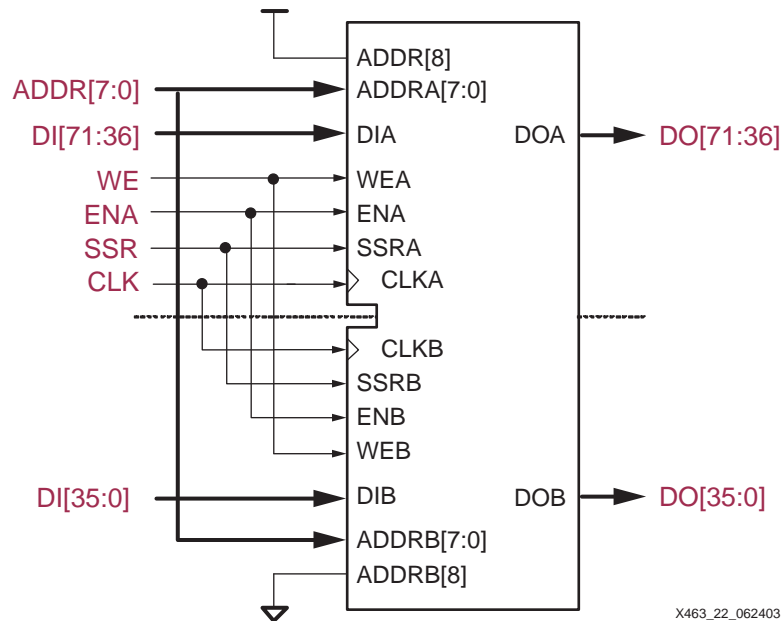 ADDR[8]
ADDR[7:0]
ADDRA[7:0]
DI[71:36]
DIA
DOA
DO[71:36]
WE
WEA
ENA
ENA
SSR
SSRA
CLK
CLKA
CLKB
SSRB
ENB
WEB
DI[35:0]
DIB
DOB
DO[35:0]
ADDRB[7:0]
ADDRB[8]
X463_22_062403